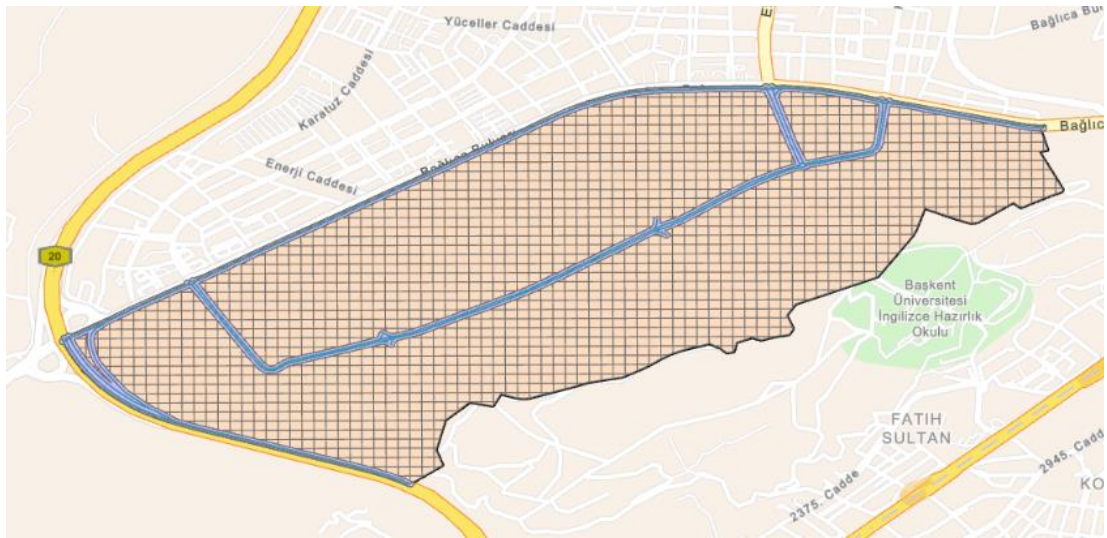 Yüceller Caddesi
E
Bağlıca Bul
Karatuz Caddesi
Bağlıca Bulvarı
Enerji Caddesi
Bağlıc
20
Başkent
Üniversitesi
İngilizce Hazırlık
Okulu
FATIH
SULTAN
2375. Cadde
2945. Cadd
KO